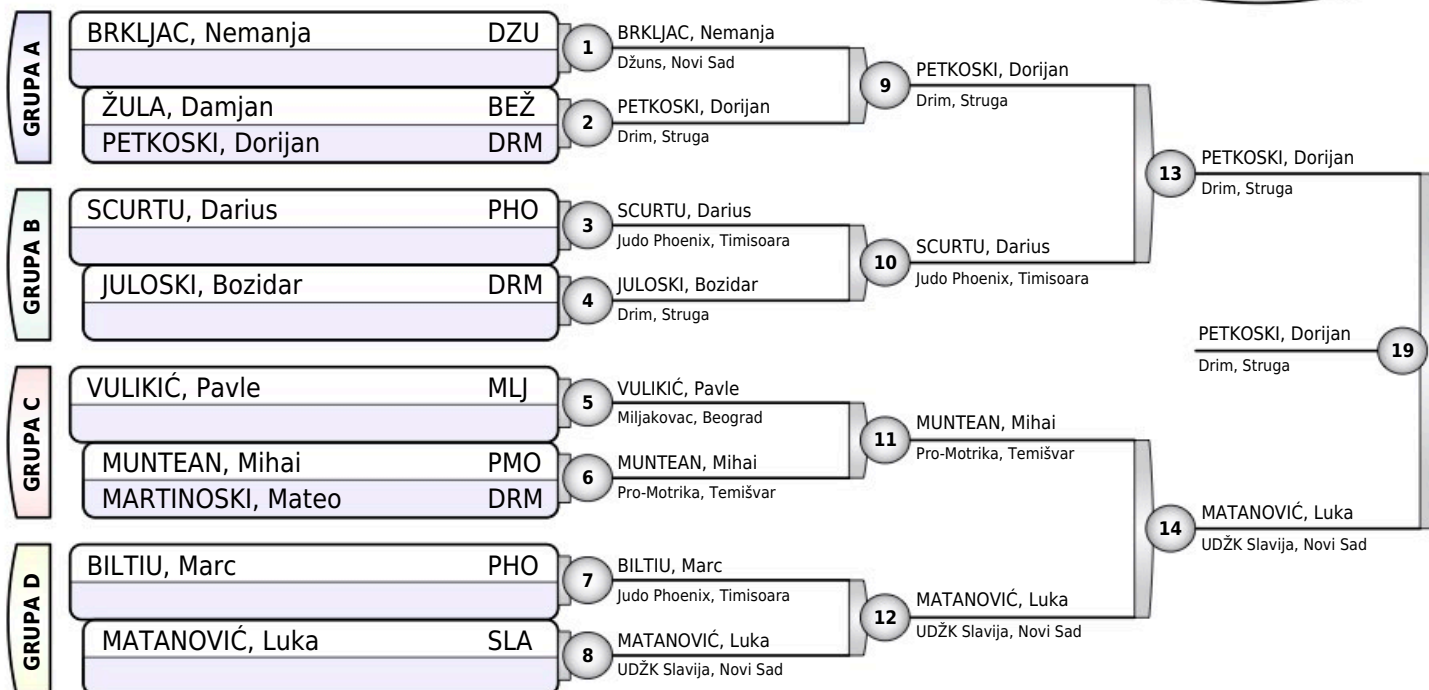 GRUPA A
BRKLJAC, Nemanja DZU
1
BRKLJAC, Nemanja
Džuns, Novi Sad
ŽULA, Damjan BEŽ
PETKOSKI, Dorijan DRM
2
PETKOSKI, Dorijan
Drim, Struga
9
PETKOSKI, Dorijan
Drim, Struga
GRUPA B
SCURTU, Darius PHO
3
SCURTU, Darius
Judo Phoenix, Timisoara
JULOSKI, Bozidar DRM
4
JULOSKI, Bozidar
Drim, Struga
10
SCURTU, Darius
Judo Phoenix, Timisoara
13
PETKOSKI, Dorijan
Drim, Struga
GRUPA C
VULIKIĆ, Pavle MLJ
5
VULIKIĆ, Pavle
Miljakovac, Beograd
MUNTEAN, Mihai PMO
MARTINOSKI, Mateo DRM
6
MUNTEAN, Mihai
Pro-Motrika, Temišvar
11
MUNTEAN, Mihai
Pro-Motrika, Temišvar
GRUPA D
BILTIU, Marc PHO
7
BILTIU, Marc
Judo Phoenix, Timisoara
MATANOVIĆ, Luka SLA
8
MATANOVIĆ, Luka
UDŽK Slavija, Novi Sad
12
MATANOVIĆ, Luka
UDŽK Slavija, Novi Sad
14
MATANOVIĆ, Luka
UDŽK Slavija, Novi Sad
PETKOSKI, Dorijan
Drim, Struga
19